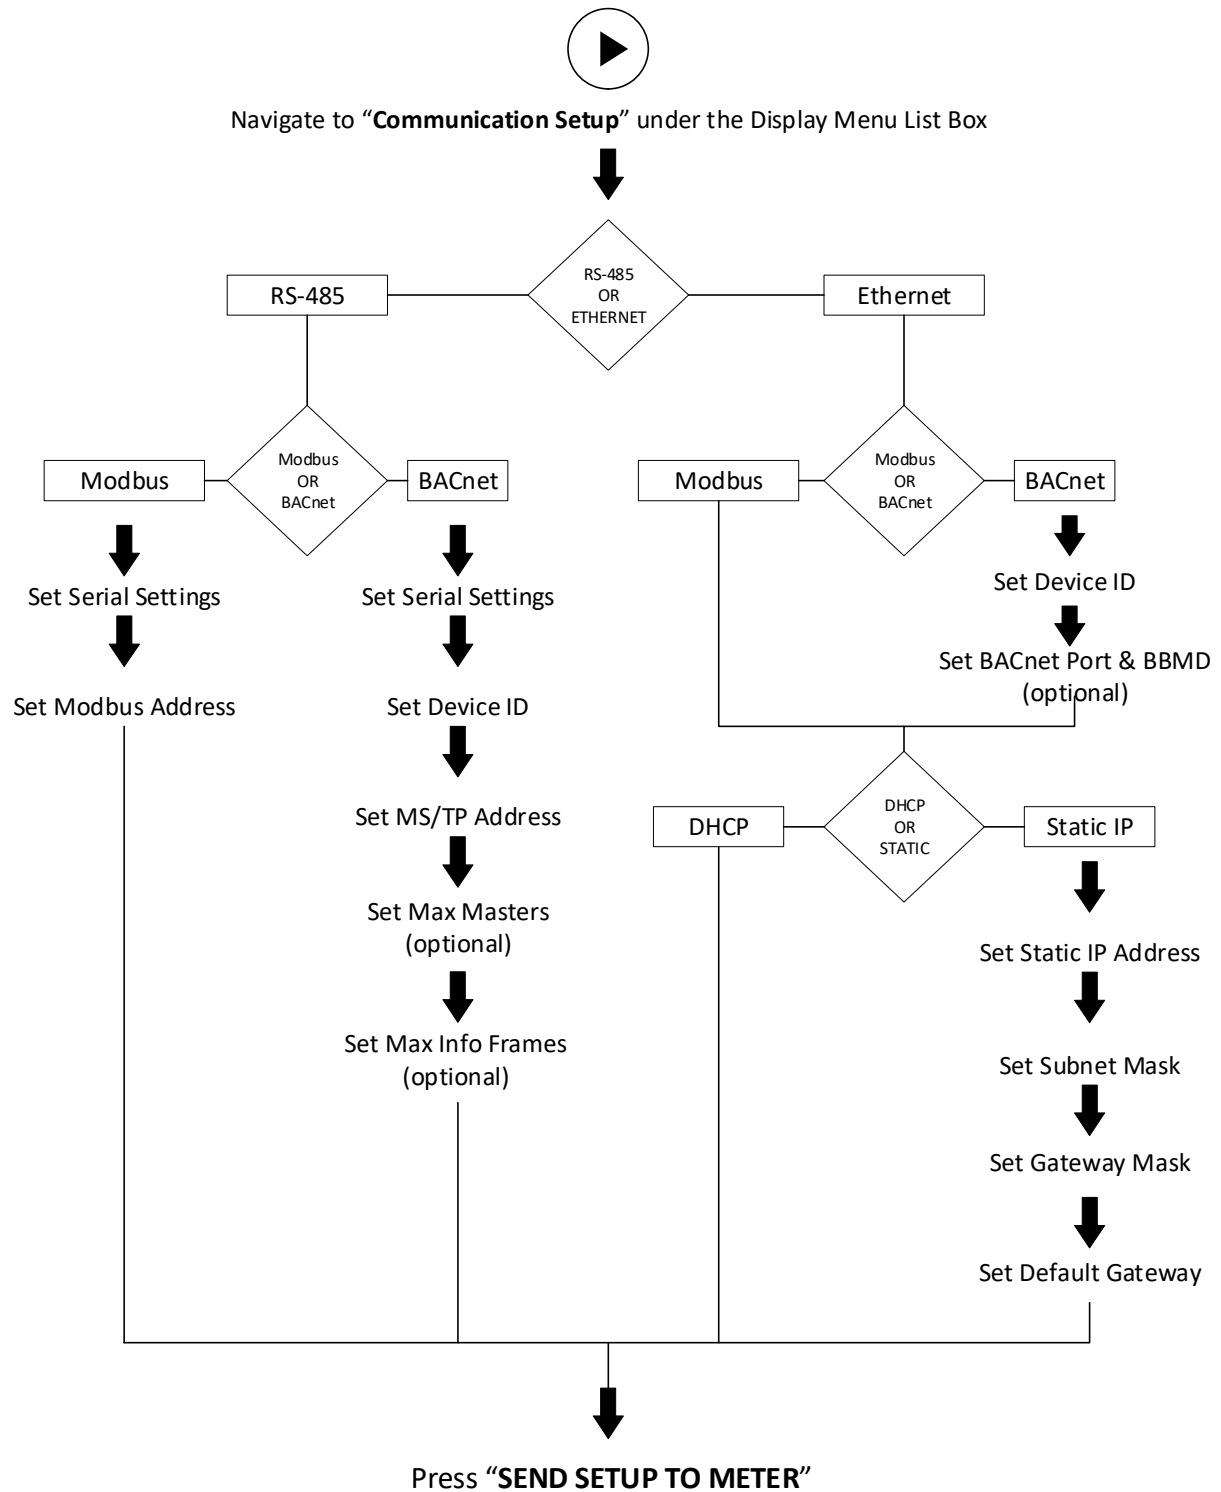 Navigate to “Communication Setup” under the Display Menu List Box
RS-485
OR
ETHERNET
RS-485
Ethernet
Modbus
OR
BACnet
Modbus
BACnet
Modbus
OR
BACnet
Modbus
BACnet
Set Serial Settings
Set Modbus Address
Set Serial Settings
Set Device ID
Set MS/TP Address
Set Max Masters
(optional)
Set Max Info Frames
(optional)
Set Device ID
Set BACnet Port & BBMD
(optional)
DHCP
OR
STATIC
DHCP
Static IP
Set Static IP Address
Set Subnet Mask
Set Gateway Mask
Set Default Gateway
Press “SEND SETUP TO METER”